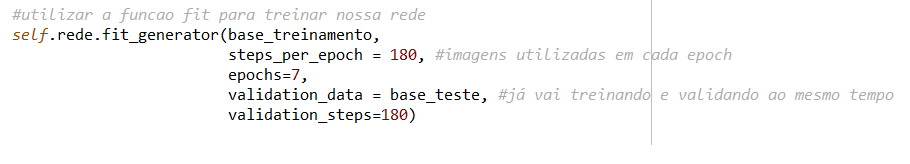 #utilizar a funcao fit para treinar nossa rede
self.rede.fit_generator(base_treinamento,
steps_per_epoch = 180, #imagens utilizadas em cada epoch
epochs=7,
validation_data = base_teste, #já vai treinando e validando ao mesmo tempo
validation_steps=180)